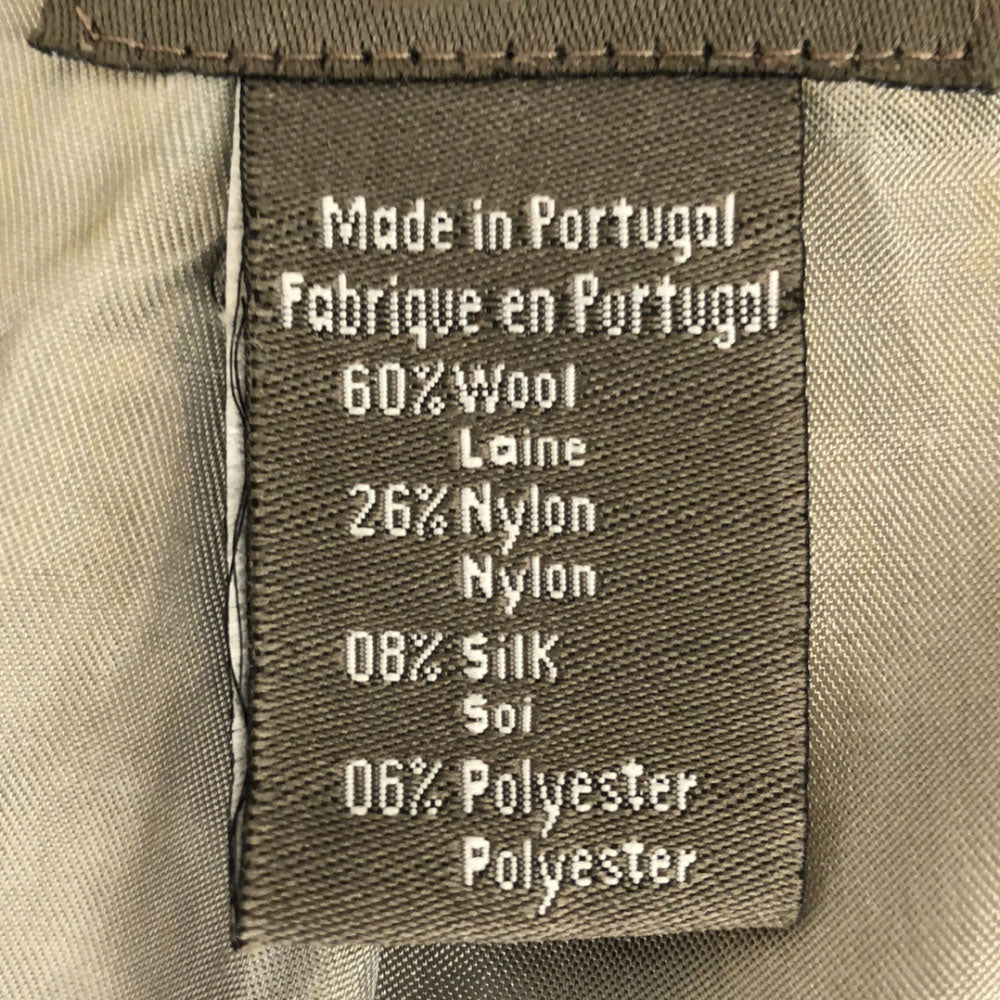 Made in Portugal
Fabrique en Portugal
60% Wool
Laine
26% Nylon
Nylon
08% Silk
Soi
06% Polyester
Polyester